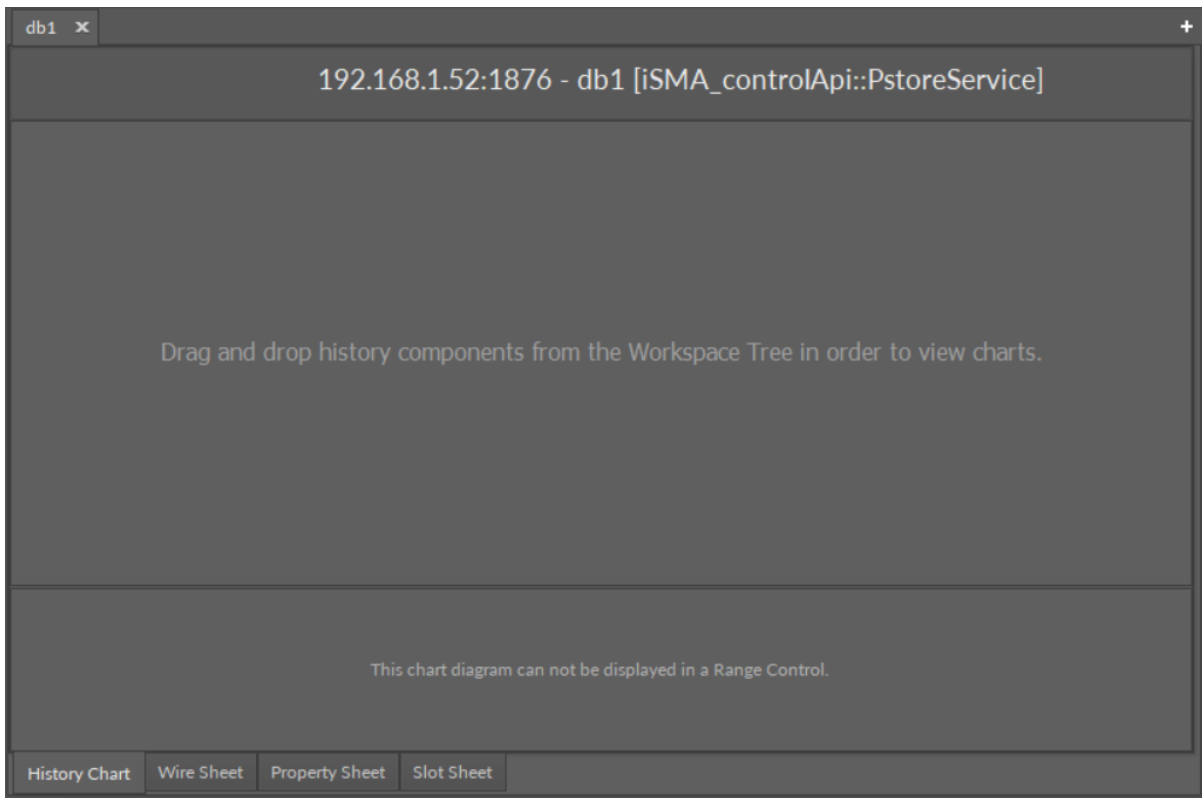 db1 ×
+
192.168.1.52:1876 - db1 [iSMA_controlApi::PstoreService]
Drag and drop history components from the Workspace Tree in order to view charts.
This chart diagram can not be displayed in a Range Control.
History Chart Wire Sheet Property Sheet Slot Sheet